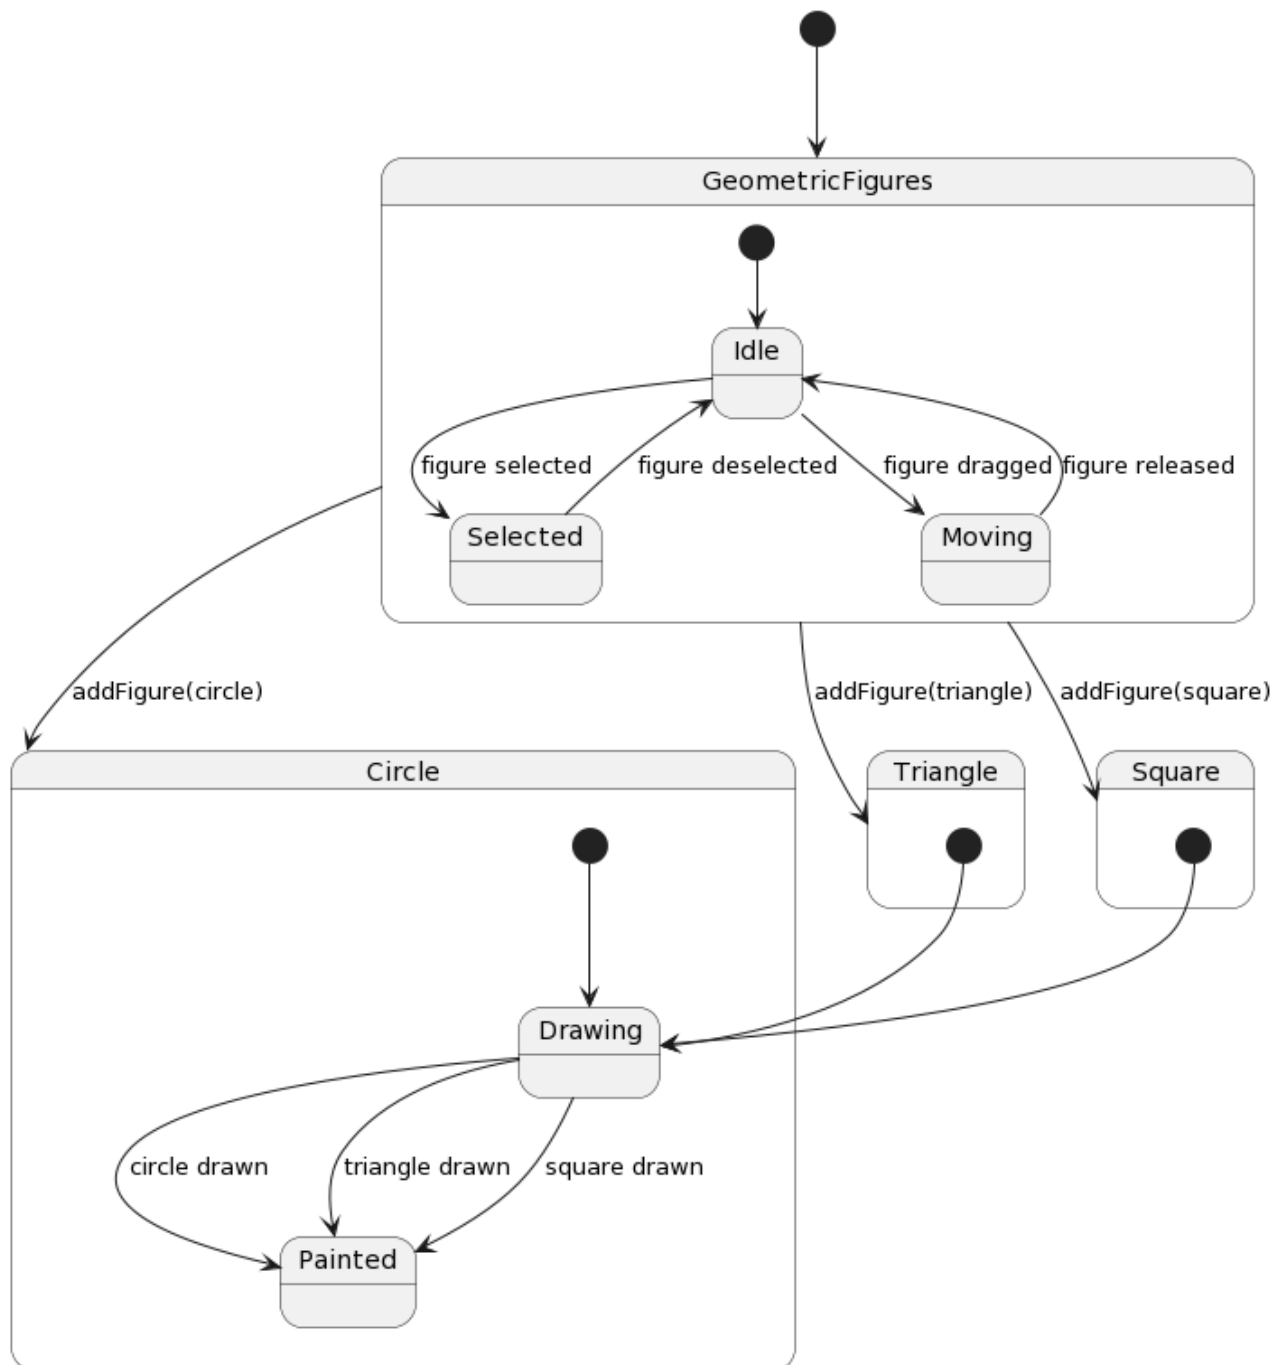 GeometricFigures
Idle
figure selected
figure deselected
figure dragged
figure released
Selected
Moving
addFigure(circle)
addFigure(triangle)
addFigure(square)
Circle
Triangle
Square
Drawing
circle drawn
triangle drawn
square drawn
Painted